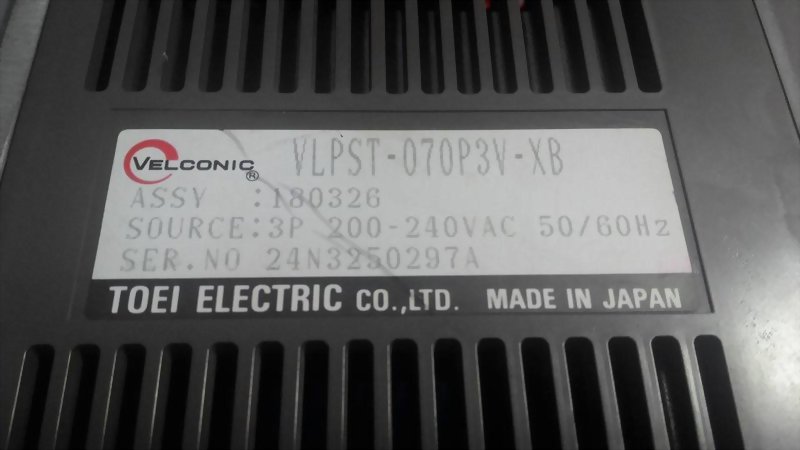 VELCONIC® VLPST-070P3V-XB
ASSY :180326
SOURCE:3P 200-240VAC 50/60Hz
SER.NO 24N3250297A
TOEI ELECTRIC CO.,LTD. MADE IN JAPAN